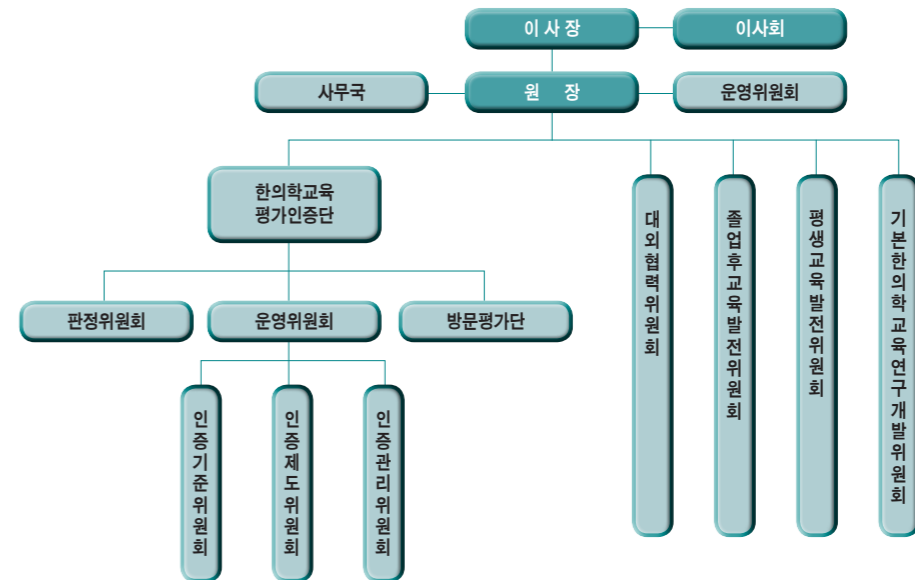 이 사 장
이사회
사무국
원 장
운영위원회
한의학교육
평가인증단
대외협력위원회
졸업후교육발전위원회
평생교육발전위원회
기본한의학교육연구개발위원회
판정위원회
운영위원회
방문평가단
인증기준위원회
인증제도위원회
인증관리위원회